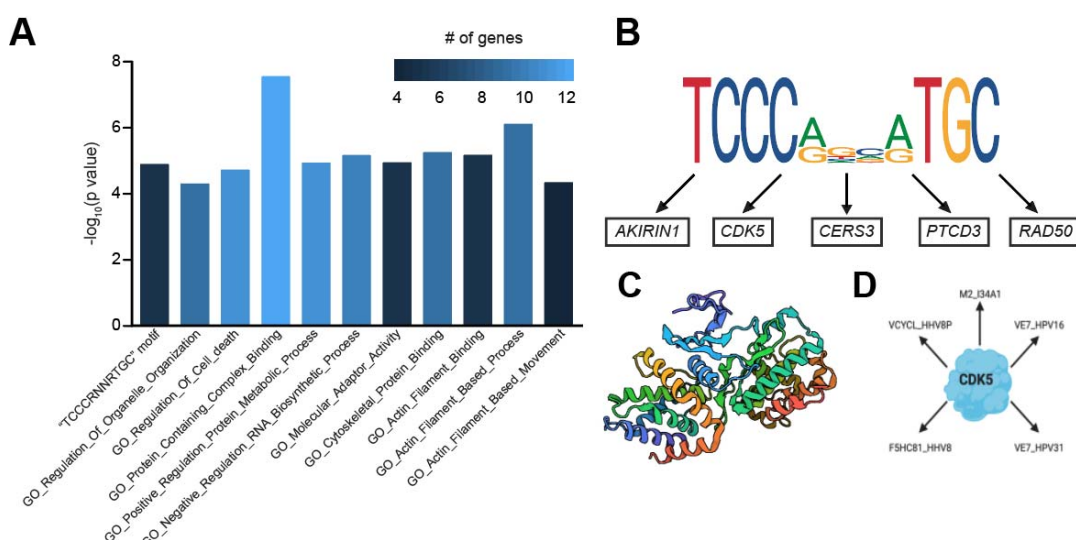 A
# of genes
4 6 8 10 12
8
6
4
2
0
-log10(p value)
"TCCCRNNRTGC" motif
GO_Regulation_Of_Organelle_Organization
GO_Regulation_Of_Cell_death
GO_Protein_Containing_Complex_Binding
GO_Positive_Regulation_Protein_Metabolic_Process
GO_Negative_Regulation_RNA_Biosynthetic_Process
GO_Molecular_Adaptor_Activity
GO_Cytoskeletal_Protein_Binding
GO_Actin_Filament_Binding
GO_Actin_Filament_Based_Process
GO_Actin_Filament_Based_Movement
B
TCCCA A TGC
G G C G
AKIRIN1 CDK5 CERS3 PTCD3 RAD50
C
D
M2_I34A1
VCYCL_HHV8P VE7_HPV16
CDK5
F5HC81_HHV8 VE7_HPV31